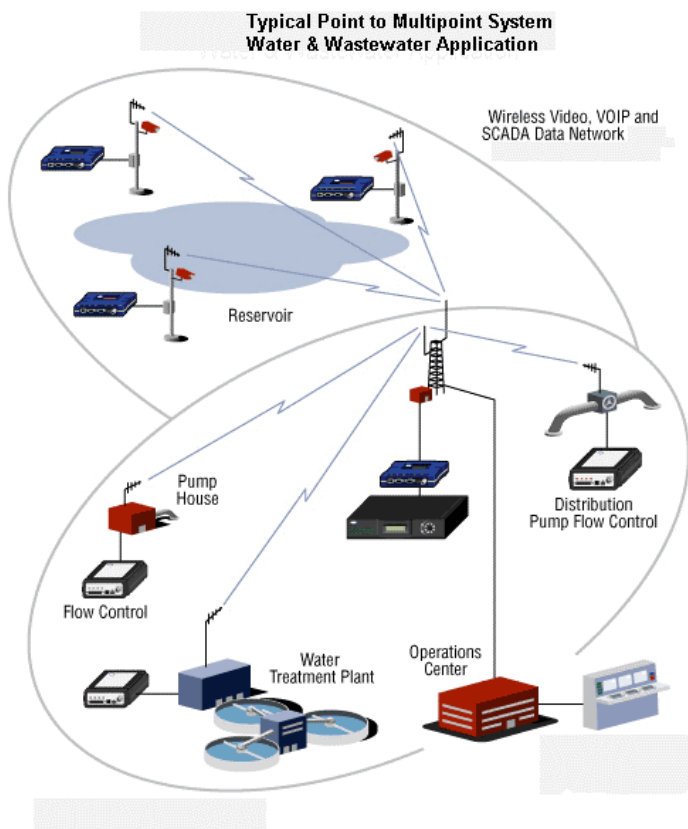 Typical Point to Multipoint System
Water & Wastewater Application
Wireless Video, VOIP and
SCADA Data Network
Reservoir
Pump
House
Distribution
Pump Flow Control
Flow Control
Water
Treatment Plant
Operations
Center